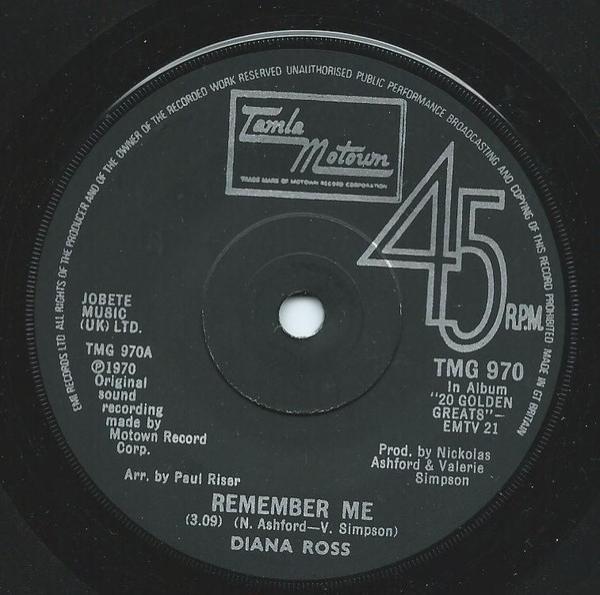 EMI RECORDS LTD ALL RIGHTS OF THE PRODUCER AND OF THE OWNER OF THE RECORDED WORK RESERVED UNAUTHORISED PUBLIC PERFORMANCE BROADCASTING AND COPYING OF THIS RECORD PROHIBITED MADE IN GT BRITAIN
Tamla
Motown
TRADE MARK OF MOTOWN RECORD CORPORATION
45
R.P.M.
JOBETE
MUSIC
(UK) LTD.
TMG 970A
℗1970
Original
sound
recording
made by
Motown Record
Corp.
TMG 970
In Album
"20 GOLDEN
GREATS"—
EMTV 21
Prod. by Nickolas
Ashford & Valerie
Simpson
Arr. by Paul Riser
REMEMBER ME
(3.09) (N. Ashford—V. Simpson)
DIANA ROSS